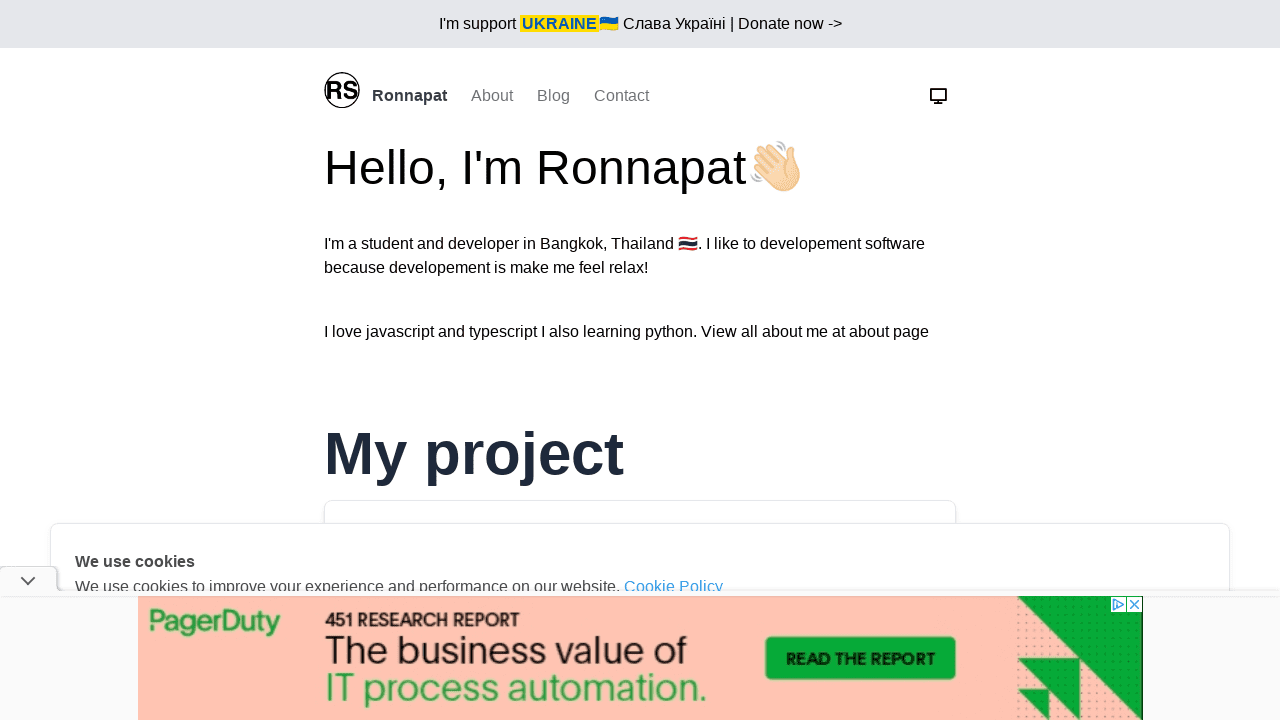 I'm support UKRAINE🇺🇦 Слава Україні | Donate now ->
RS Ronnapat About Blog Contact
Hello, I'm Ronnapat👋🏻
I'm a student and developer in Bangkok, Thailand 🇹🇭. I like to developement software
because developement is make me feel relax!
I love javascript and typescript I also learning python. View all about me at about page
My project
We use cookies
We use cookies to improve your experience and performance on our website. Cookie Policy
PagerDuty
451 RESEARCH REPORT
The business value of
IT process automation.
READ THE REPORT